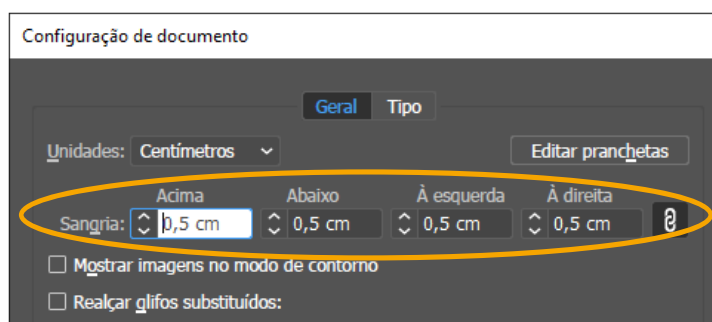 Configuração de documento
Geral Tipo
Unidades: Centímetros Editar pranchetas
Acima Abaixo À esquerda À direita
Sangria: 0,5 cm 0,5 cm 0,5 cm 0,5 cm
Mostrar imagens no modo de contorno
Realçar glifos substituídos: